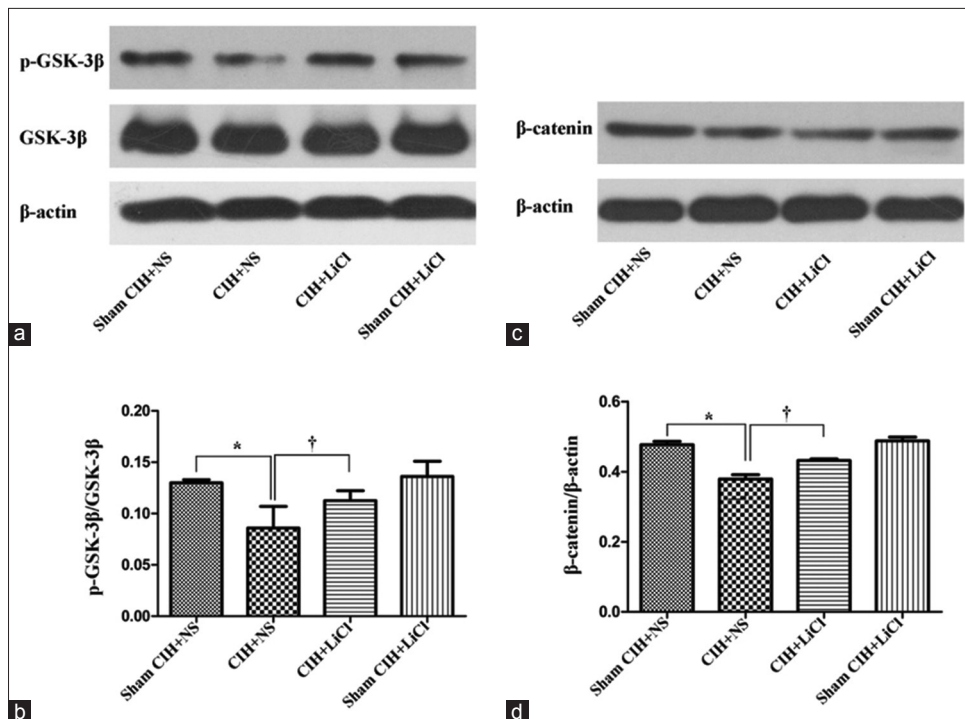 p-GSK-3β
GSK-3β
β-actin
Sham CIH+NS
CIH+NS
CIH+LiCl
Sham CIH+LiCl
a
β-catenin
β-actin
Sham CIH+NS
CIH+NS
CIH+LiCl
Sham CIH+LiCl
c
p-GSK-3β/GSK-3β
0.20
0.15
0.10
0.05
0.00
*
†
Sham CIH+NS
CIH+NS
CIH+LiCl
Sham CIH+LiCl
b
β-catenin/β-actin
0.6
0.4
0.2
0.0
*
†
Sham CIH+NS
CIH+NS
CIH+LiCl
Sham CIH+LiCl
d